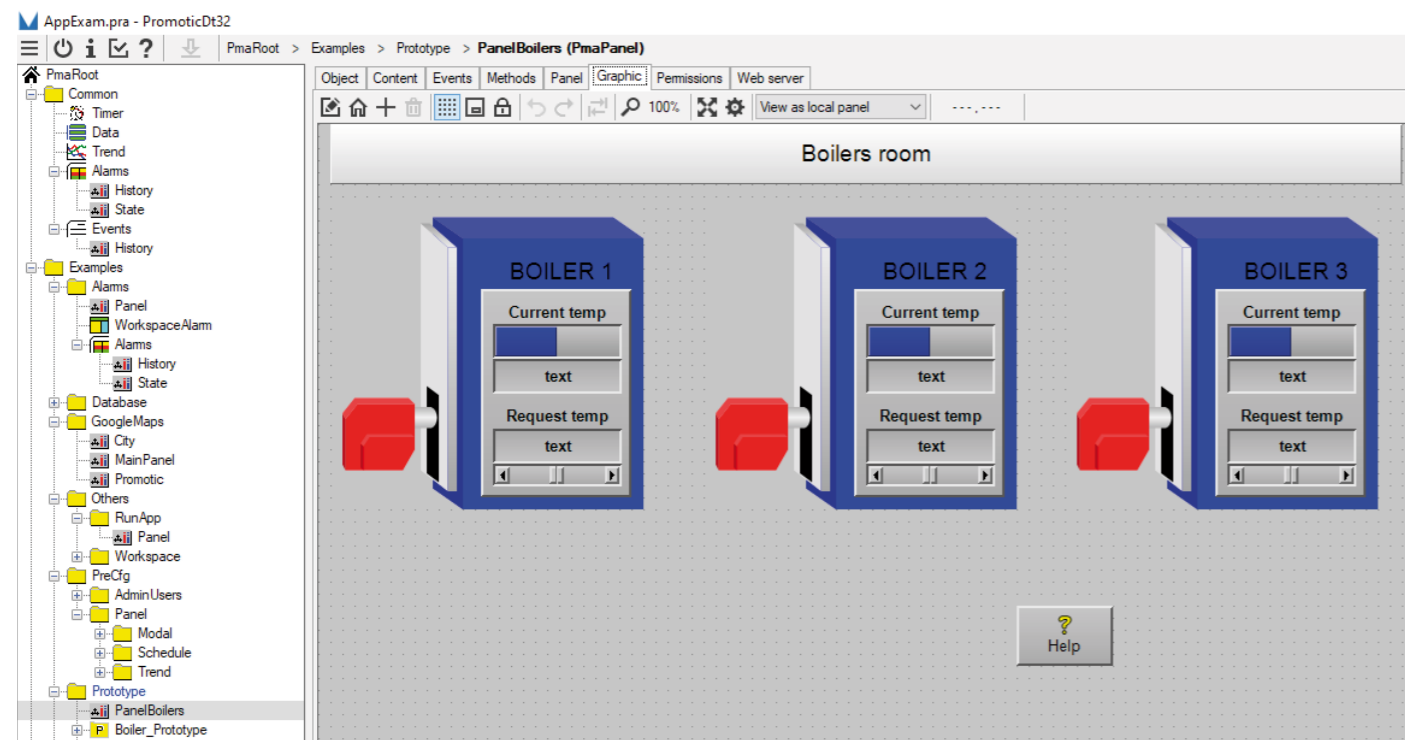 AppExam.pra - PromoticDt32
PmaRoot > Examples > Prototype > PanelBoilers (PmaPanel)
PmaRoot
Common
Timer
Data
Trend
Alarms
History
State
Events
History
Examples
Alarms
Panel
WorkspaceAlarm
Alarms
History
State
Database
GoogleMaps
City
MainPanel
Promotic
Others
RunApp
Panel
Workspace
PreCfg
AdminUsers
Panel
Modal
Schedule
Trend
Prototype
PanelBoilers
P Boiler_Prototype
Object Content Events Methods Panel Graphic Permissions Web server
100% View as local panel ---.---
Boilers room
BOILER 1 BOILER 2 BOILER 3
Current temp Current temp Current temp
text text text
Request temp Request temp Request temp
text text text
?
Help